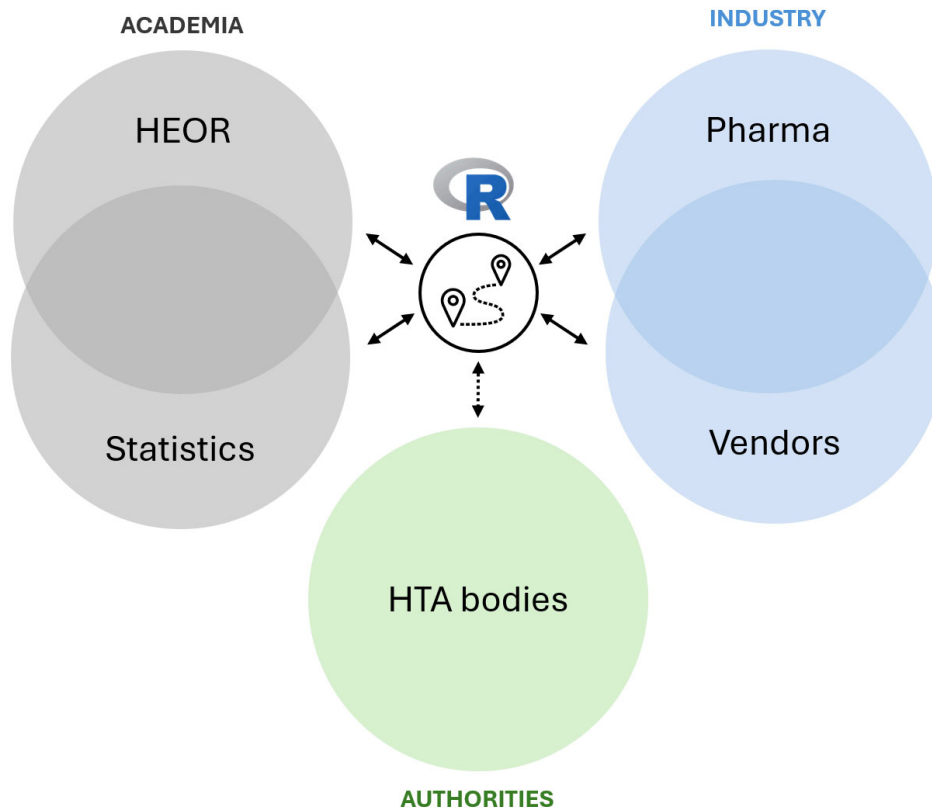 ACADEMIA
INDUSTRY
HEOR
Pharma
R
Statistics
Vendors
HTA bodies
AUTHORITIES